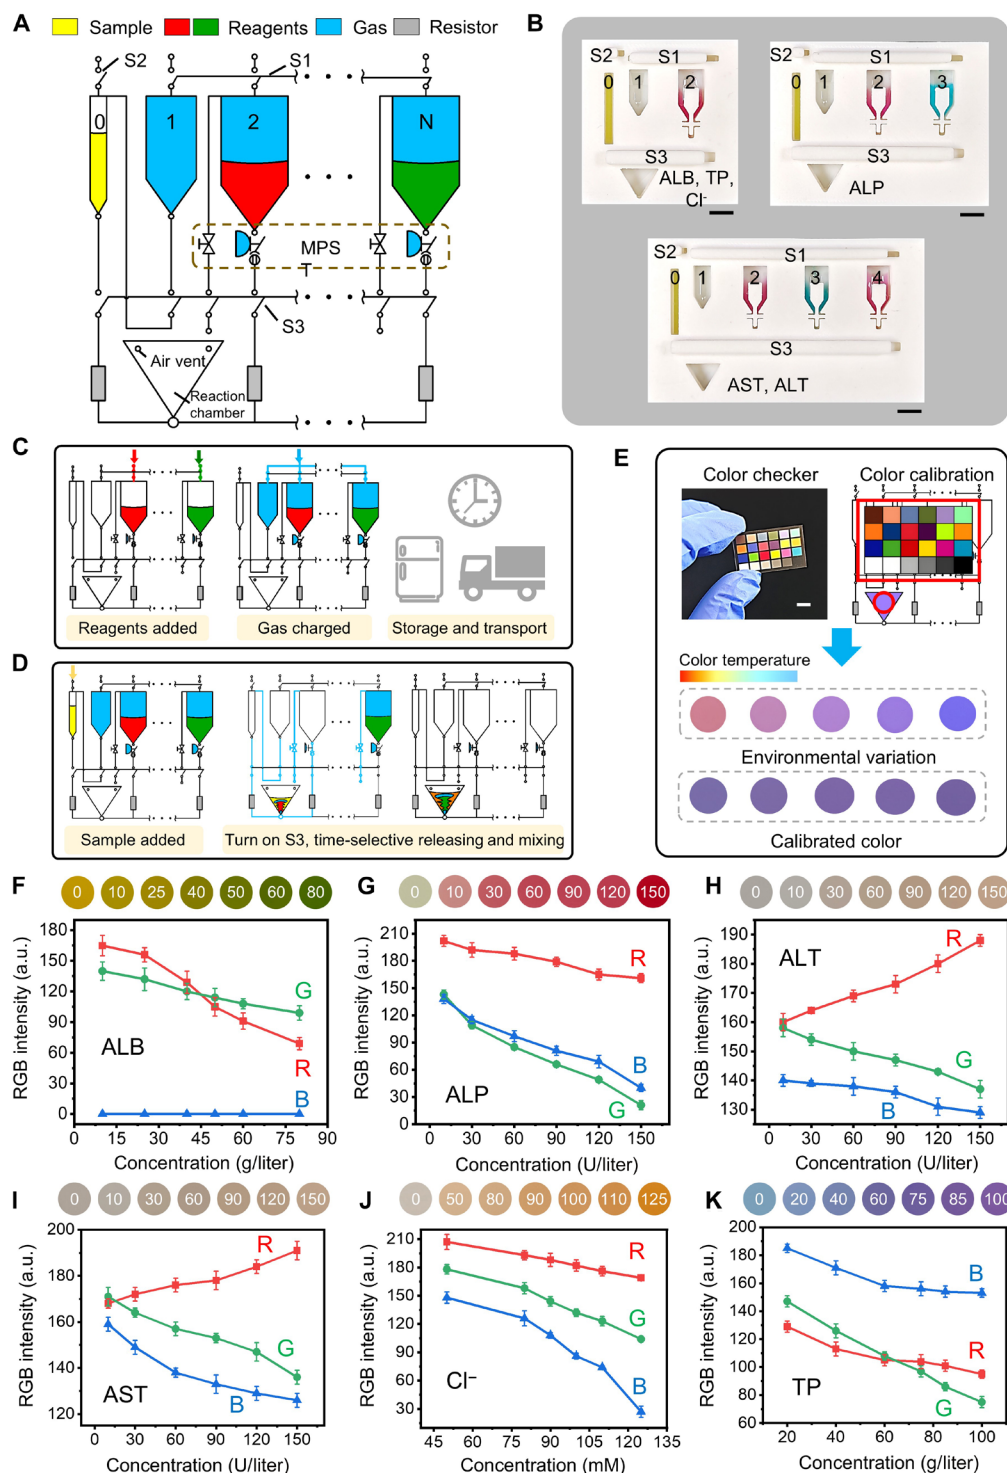 A
Sample Reagents Gas Resistor
S2 S1
0 1 2 N
MPS
T
S3
Air vent
Reaction
chamber
B
S2 S1
0 1 2
S3
ALB, TP,
Cl⁻
S2 S1
0 1 2 3
S3
ALP
S2 S1
0 1 2 3 4
S3
AST, ALT
C
Reagents added Gas charged Storage and transport
D
Sample added Turn on S3, time-selective releasing and mixing
E
Color checker Color calibration
Color temperature
Environmental variation
Calibrated color
F
0 10 25 40 50 60 80
RGB intensity (a.u.)
180
150
120
90
60
30
0
G
R
B
ALB
0 15 30 45 60 75 90
Concentration (g/liter)
G
0 10 30 60 90 120 150
RGB intensity (a.u.)
210
180
150
120
90
60
30
0
R
B
G
ALP
0 30 60 90 120 150
Concentration (U/liter)
H
0 10 30 60 90 120 150
RGB intensity (a.u.)
190
180
170
160
150
140
130
R
ALT
G
B
0 30 60 90 120 150
Concentration (U/liter)
I
0 10 30 60 90 120 150
RGB intensity (a.u.)
200
180
160
140
120
R
G
B
AST
0 30 60 90 120 150
Concentration (U/liter)
J
0 50 80 90 100 110 125
RGB intensity (a.u.)
210
180
150
120
90
60
30
R
G
B
Cl⁻
45 60 75 90 105 120 135
Concentration (mM)
K
0 20 40 60 75 85 100
RGB intensity (a.u.)
200
180
160
140
120
100
80
60
B
R
G
TP
20 40 60 80 100
Concentration (g/liter)